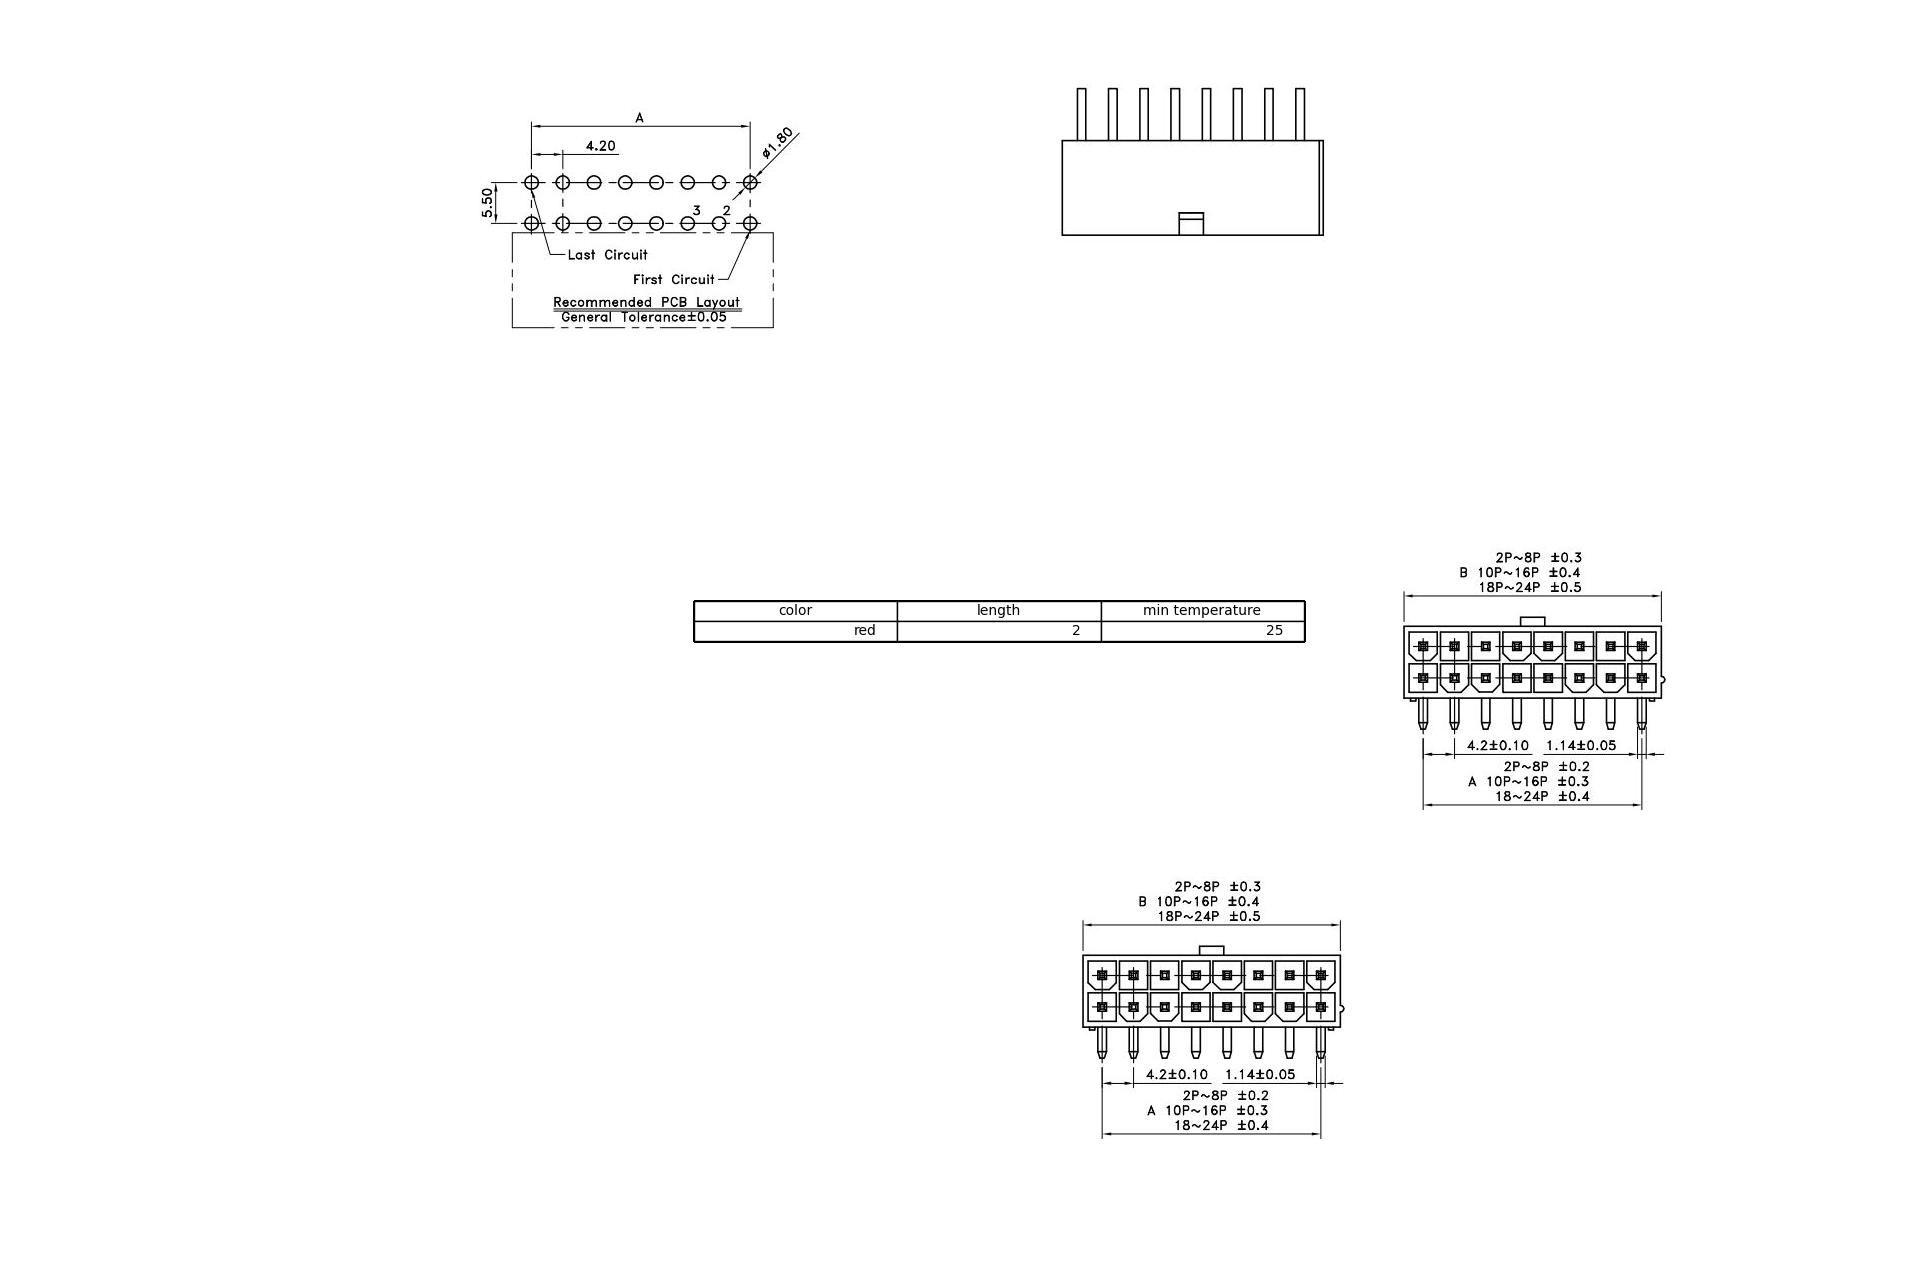 A
4.20
ø1.80
5.50
3 2
Last Circuit
First Circuit
Recommended PCB Layout
General Tolerance±0.05
2P~8P ±0.3
B 10P~16P ±0.4
18P~24P ±0.5
color length min temperature
red 2 25
4.2±0.10 1.14±0.05
2P~8P ±0.2
A 10P~16P ±0.3
18~24P ±0.4
2P~8P ±0.3
B 10P~16P ±0.4
18P~24P ±0.5
4.2±0.10 1.14±0.05
2P~8P ±0.2
A 10P~16P ±0.3
18~24P ±0.4